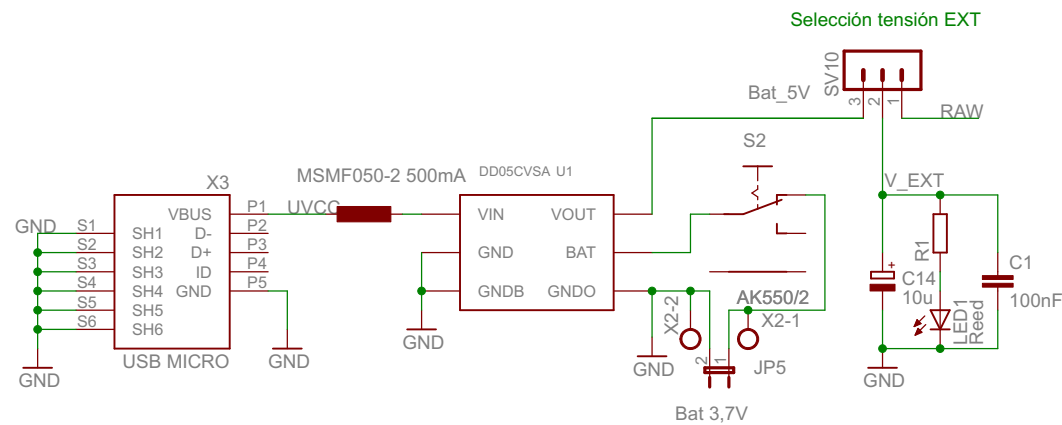 Selección tensión EXT
SV10
3
2
1
Bat_5V
RAW
S2
X3
MSMF050-2 500mA
DD05CVSA U1
V_EXT
UVCC
P1
P2
P3
P4
P5
VBUS
D-
D+
ID
GND
GND
S1
S2
S3
S4
S5
S6
SH1
SH2
SH3
SH4
SH5
SH6
USB MICRO
GND
GND
VIN
GND
GNDB
VOUT
BAT
GNDO
GND
AK550/2
X2-2
X2-1
GND
2
1
JP5
Bat 3,7V
+
C14
10u
R1
LED1
Reed
C1
100nF
GND